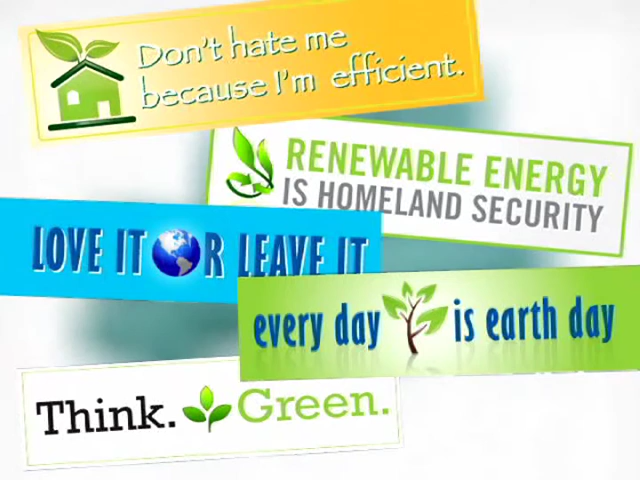 Don't hate me
because I'm efficient.
RENEWABLE ENERGY
IS HOMELAND SECURITY
LOVE IT OR LEAVE IT
every day is earth day
Think. Green.